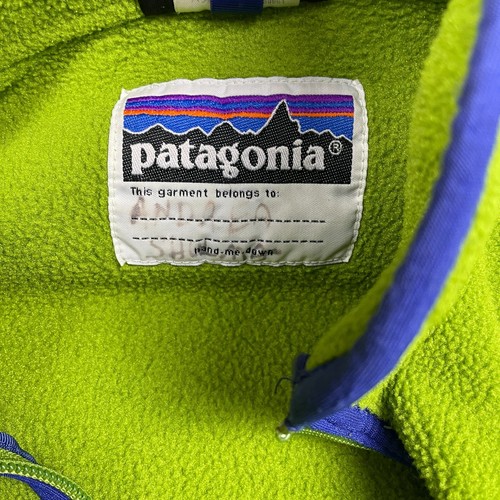 patagonia®
This garment belongs to:
hand-me-down